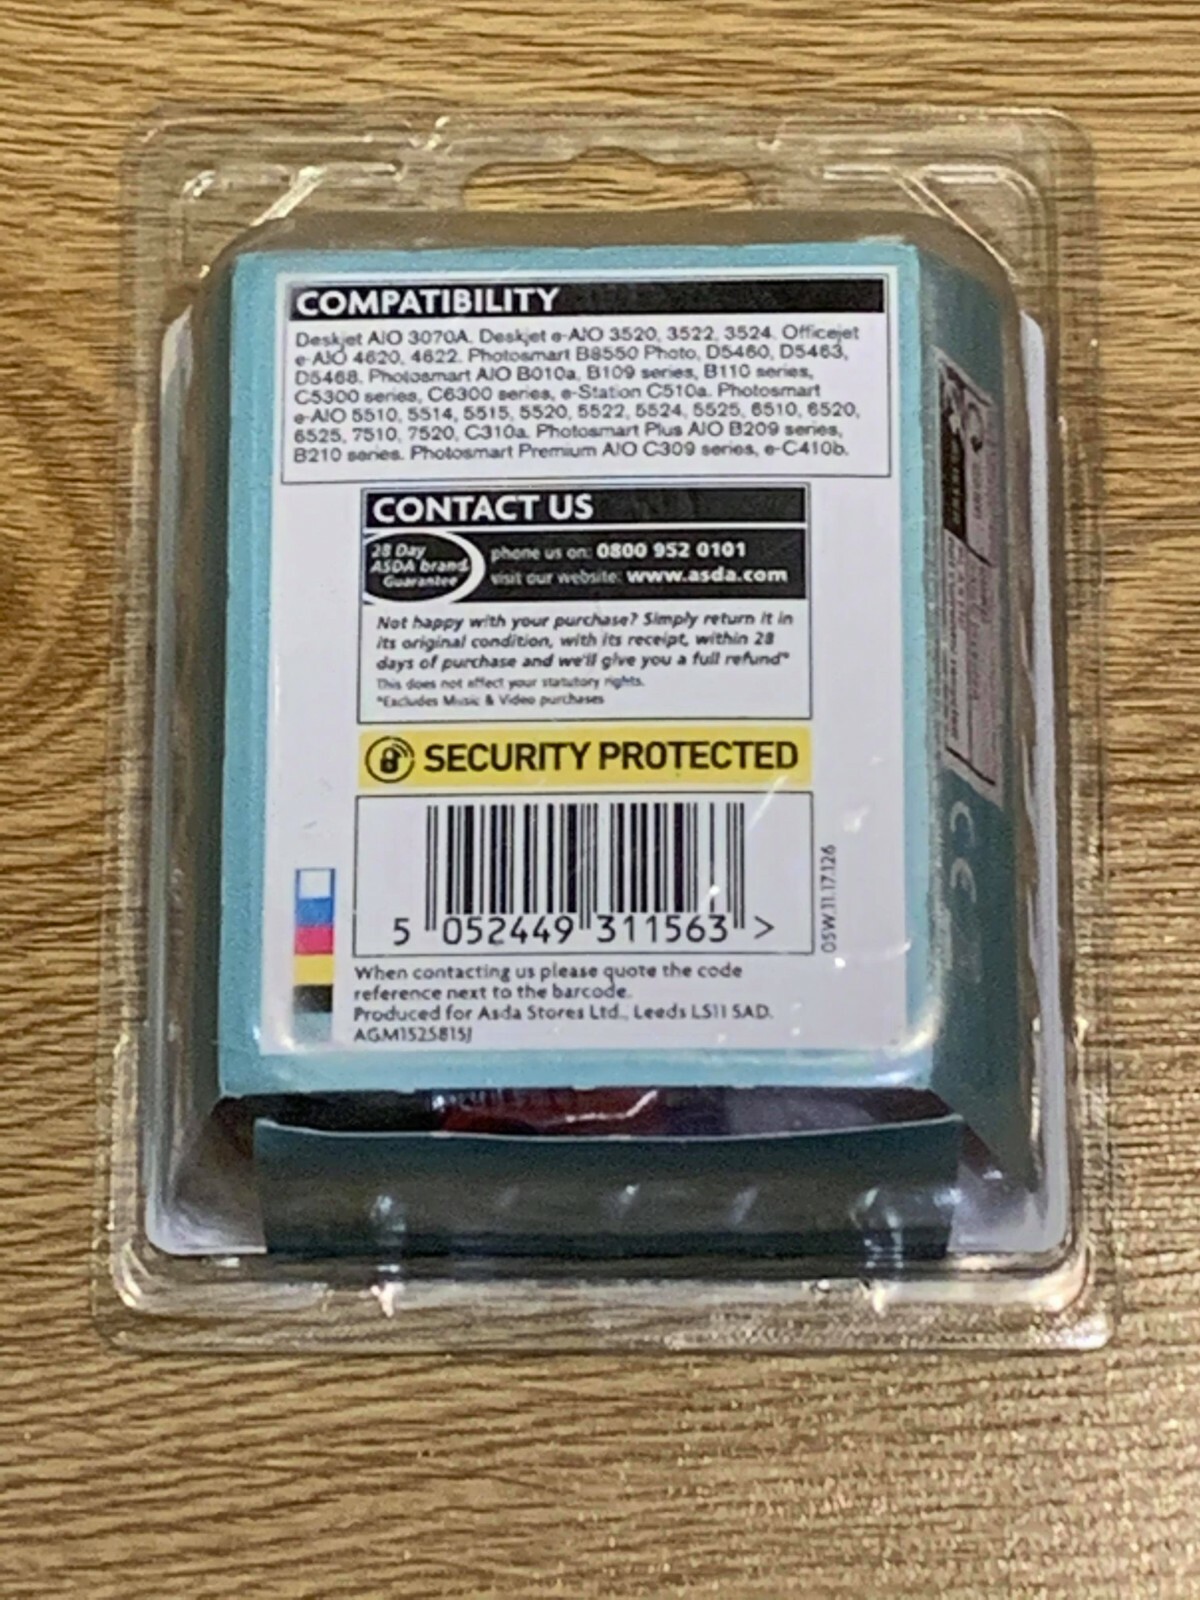 COMPATIBILITY
Deskjet AIO 3070A. Deskjet e-AIO 3520, 3522, 3524. Officejet
e-AIO 4620, 4622. Photosmart B8550 Photo, D5460, D5463,
D5468. Photosmart AIO B010a, B109 series, B110 series,
C5300 series, C6300 series, e-Station C510a. Photosmart
e-AIO 5510, 5514, 5515, 5520, 5522, 5524, 5525, 6510, 6520,
6525, 7510, 7520, C310a. Photosmart Plus AIO B209 series,
B210 series. Photosmart Premium AIO C309 series, e-C410b.
CONTACT US
28 Day
ASDA brand
Guarantee
phone us on: 0800 952 0101
visit our website: www.asda.com
Not happy with your purchase? Simply return it in
its original condition, with its receipt, within 28
days of purchase and we'll give you a full refund*
This does not affect your statutory rights.
*Excludes Music & Video purchases
SECURITY PROTECTED
5 052449 311563 >
05W.11.17.126
When contacting us please quote the code
reference next to the barcode.
Produced for Asda Stores Ltd., Leeds LS11 5AD.
AGM1525815J
CE